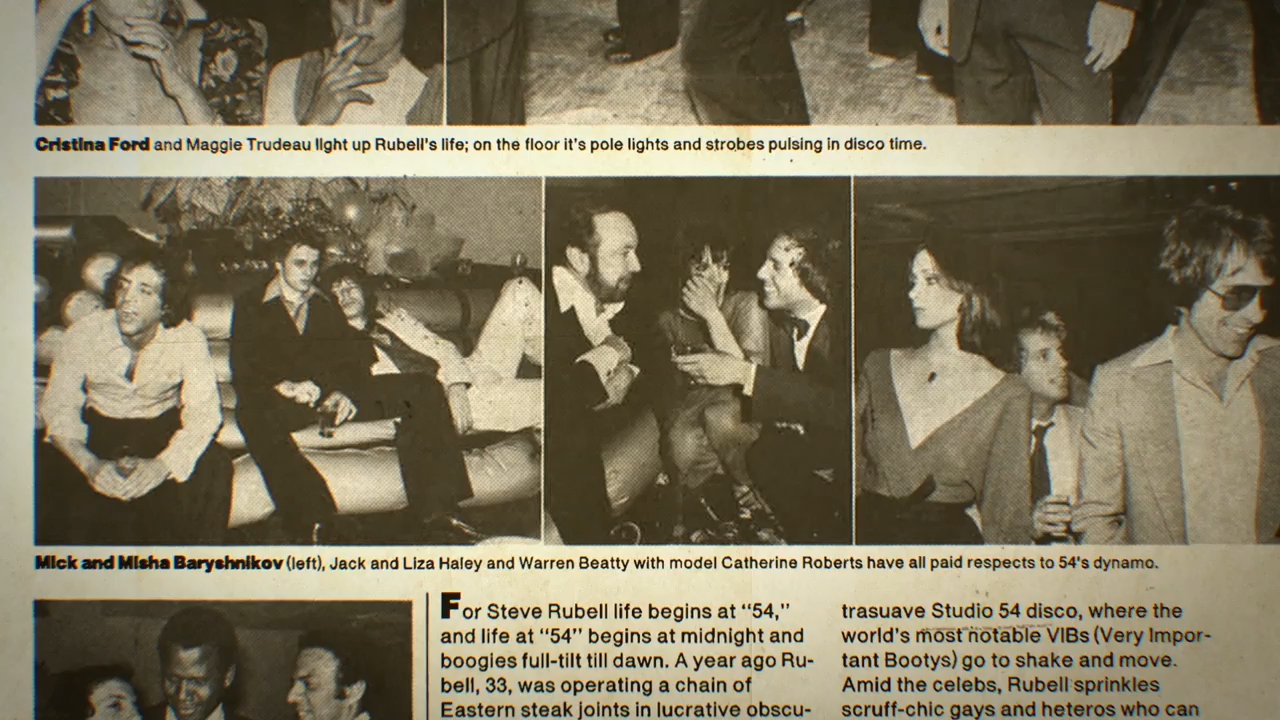 Cristina Ford and Maggie Trudeau light up Rubell's life; on the floor it's pole lights and strobes pulsing in disco time.
Mick and Misha Baryshnikov (left), Jack and Liza Haley and Warren Beatty with model Catherine Roberts have all paid respects to 54's dynamo.
For Steve Rubell life begins at “54,”
and life at “54” begins at midnight and
boogies full-tilt till dawn. A year ago Ru-
bell, 33, was operating a chain of
Eastern steak joints in lucrative obscu-
trasuave Studio 54 disco, where the
world's most notable VIBs (Very Impor-
tant Bootys) go to shake and move.
Amid the celebs, Rubell sprinkles
scruff-chic gays and heteros who can